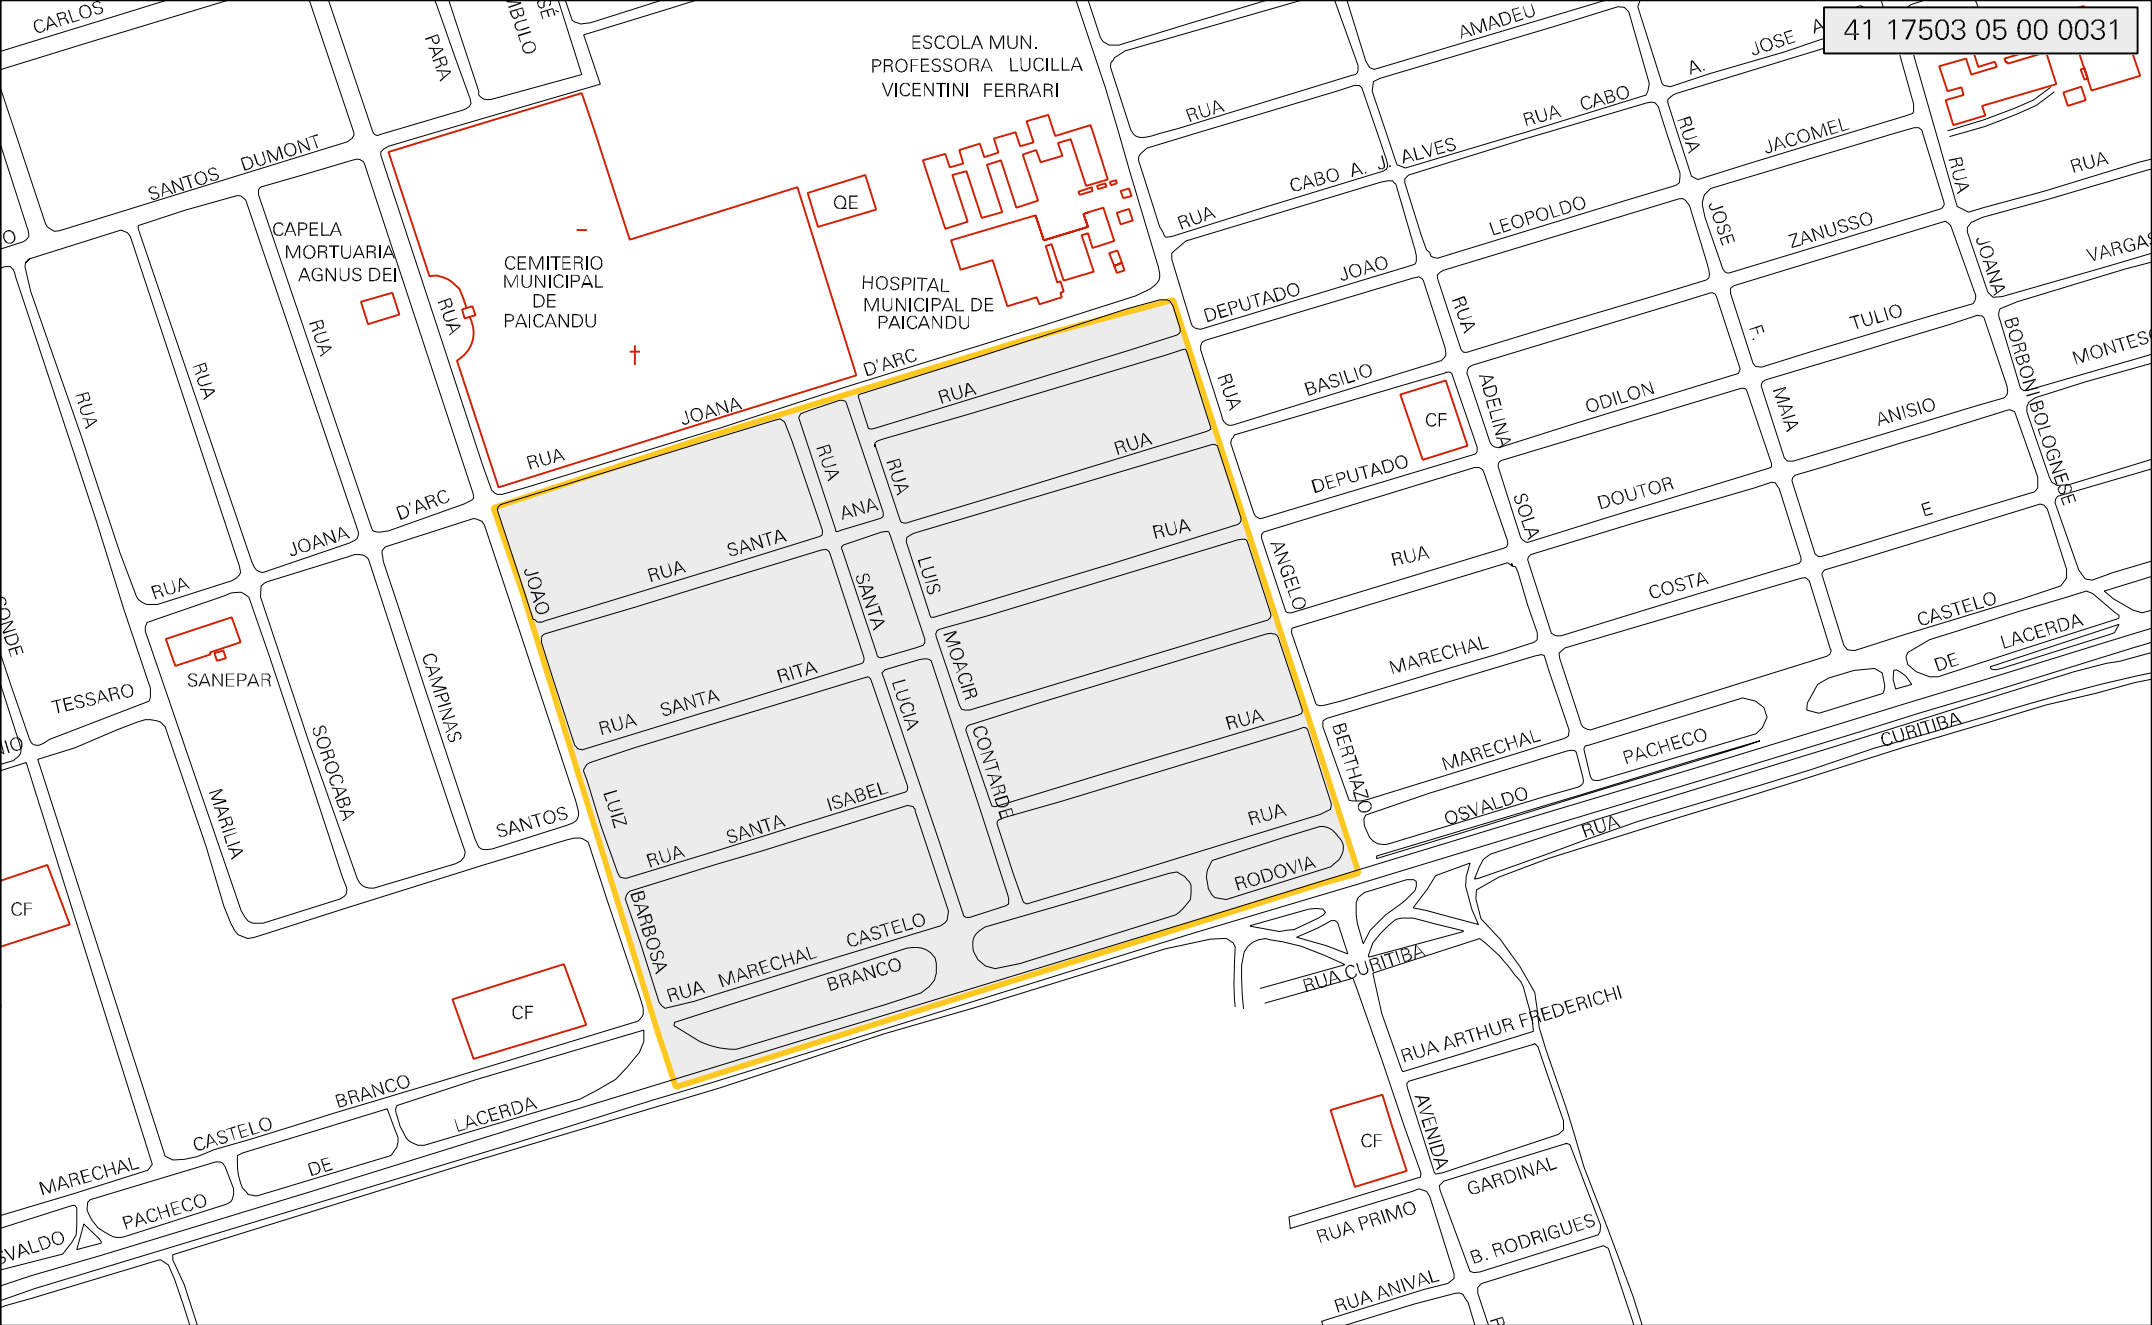 41 17503 05 00 0031
CARLOS
PARA
AMADEU
JOSE
A.
ESCOLA MUN.
PROFESSORA LUCILLA
VICENTINI FERRARI
RUA
RUA CABO
RUA
JACOMEL
SANTOS DUMONT
CABO A. J. ALVES
RUA
RUA
QE
RUA
LEOPOLDO
JOSE
ZANUSSO
JOANA
VARGAS
CAPELA
MORTUARIA
AGNUS DEI
CEMITERIO
MUNICIPAL
DE
PAICANDU
HOSPITAL
MUNICIPAL DE
PAICANDU
DEPUTADO JOAO
RUA
RUA
RUA
F.
TULIO
BORBONI
BOLOGNESE
MONTESO
RUA
RUA
D'ARC
RUA
RUA
BASILIO
ADELINA
ODILON
MAIA
ANISIO
JOANA
RUA
CF
RUA
RUA
RUA
RUA
DEPUTADO
D'ARC
ANA
SOLA
DOUTOR
E
JOANA
RUA
SANTA
RUA
RUA
JOAO
RUA
SANTA
LUIS
ANGELO
RUA
COSTA
CASTELO
LACERDA
DE
SANEPAR
TESSARO
CAMPINAS
SOROCABA
MARILIA
RITA
SANTA
RUA
MOACIR
LUCIA
CONTARDE
RUA
MARECHAL
BERTHAZO
MARECHAL
PACHECO
CURITIBA
SANTOS
LUIZ
ISABEL
SANTA
RUA
RUA
OSVALDO
RUA
RODOVIA
CF
BARBOSA
CASTELO
MARECHAL
RUA
BRANCO
RUA CURITIBA
CF
RUA ARTHUR FREDERICHI
BRANCO
CASTELO
LACERDA
MARECHAL
DE
PACHECO
CF
AVENIDA
GARDINAL
RUA PRIMO
B. RODRIGUES
RUA ANIVAL